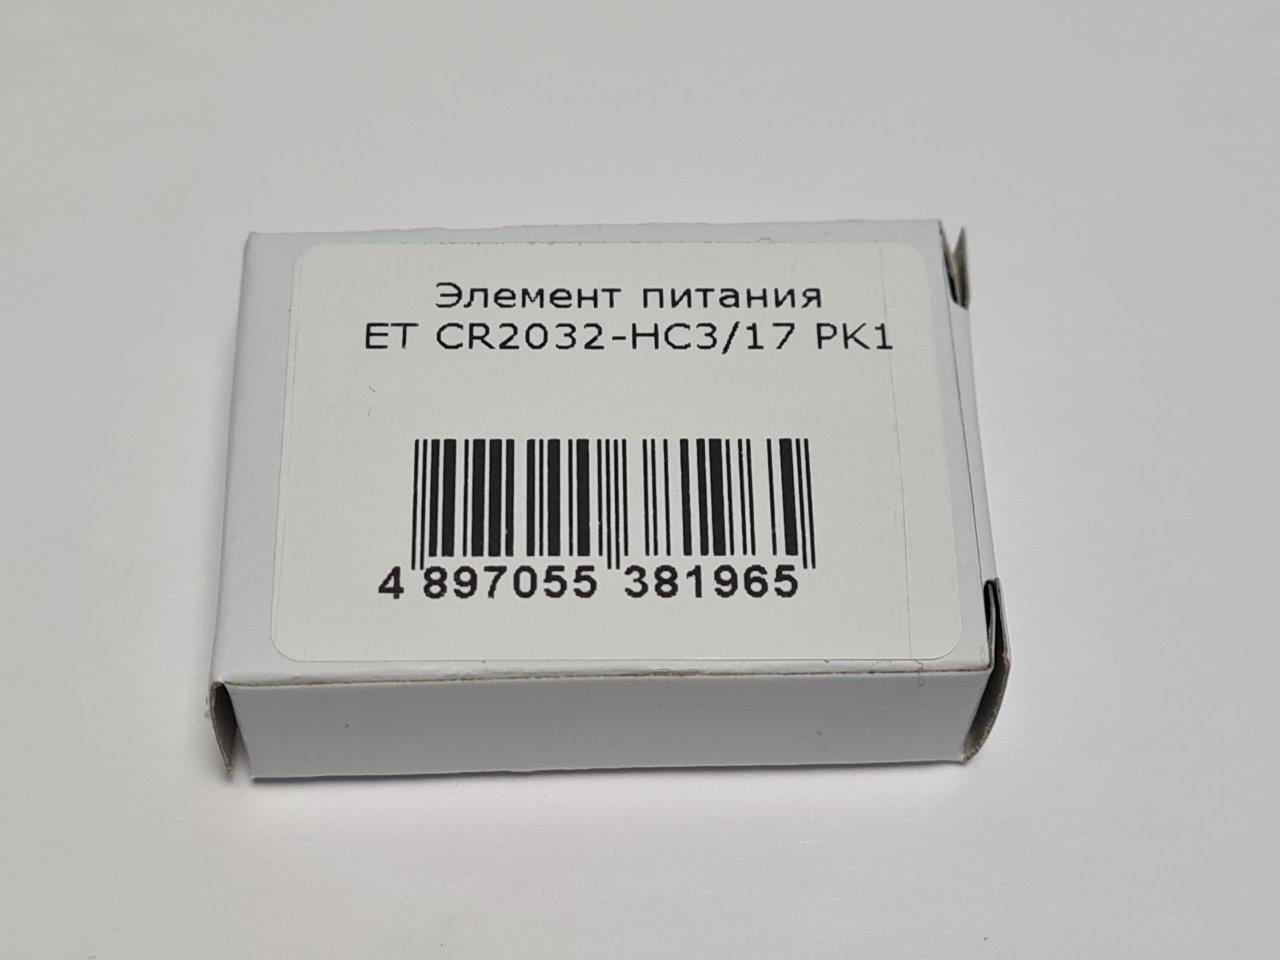 Элемент питания
ET CR2032-HC3/17 PK1
4 897055 381965